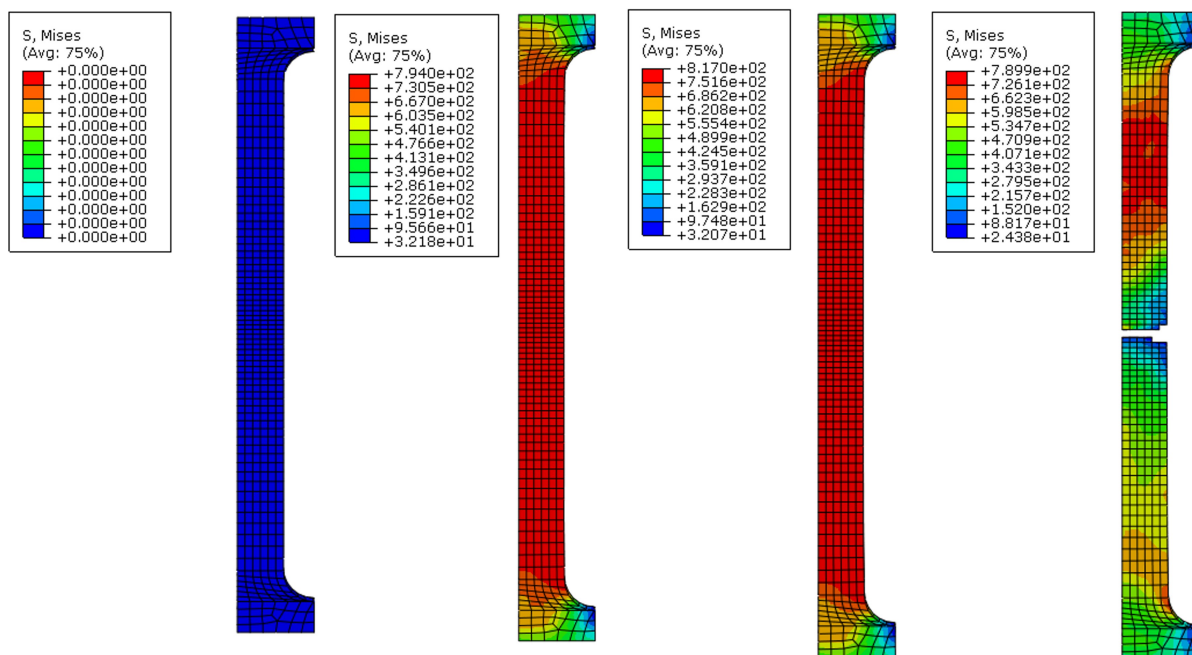 S, Mises
(Avg: 75%)
+0.000e+00
+0.000e+00
+0.000e+00
+0.000e+00
+0.000e+00
+0.000e+00
+0.000e+00
+0.000e+00
+0.000e+00
+0.000e+00
+0.000e+00
+0.000e+00
+0.000e+00
S, Mises
(Avg: 75%)
+7.940e+02
+7.305e+02
+6.670e+02
+6.035e+02
+5.401e+02
+4.766e+02
+4.131e+02
+3.496e+02
+2.861e+02
+2.226e+02
+1.591e+02
+9.566e+01
+3.218e+01
S, Mises
(Avg: 75%)
+8.170e+02
+7.516e+02
+6.862e+02
+6.208e+02
+5.554e+02
+4.899e+02
+4.245e+02
+3.591e+02
+2.937e+02
+2.283e+02
+1.629e+02
+9.748e+01
+3.207e+01
S, Mises
(Avg: 75%)
+7.899e+02
+7.261e+02
+6.623e+02
+5.985e+02
+5.347e+02
+4.709e+02
+4.071e+02
+3.433e+02
+2.795e+02
+2.157e+02
+1.520e+02
+8.817e+01
+2.438e+01